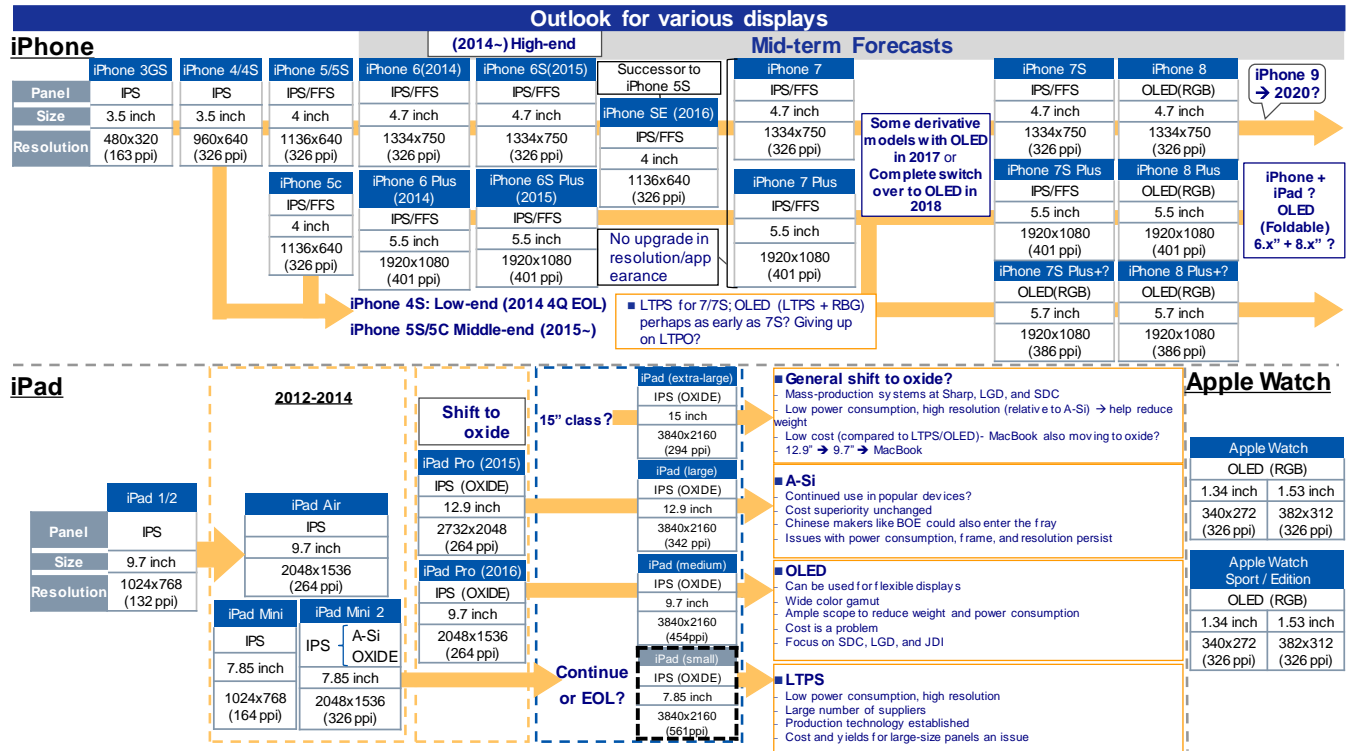 Outlook for various displays
iPhone
(2014~) High-end
Mid-term Forecasts
Panel
Size
Resolution
iPhone 3GS
IPS
3.5 inch
480x320
(163 ppi)
iPhone 4/4S
IPS
3.5 inch
960x640
(326 ppi)
iPhone 5/5S
IPS/FFS
4 inch
1136x640
(326 ppi)
iPhone 5c
IPS/FFS
4 inch
1136x640
(326 ppi)
iPhone 6(2014)
IPS/FFS
4.7 inch
1334x750
(326 ppi)
iPhone 6 Plus
(2014)
IPS/FFS
5.5 inch
1920x1080
(401 ppi)
iPhone 6S(2015)
IPS/FFS
4.7 inch
1334x750
(326 ppi)
iPhone 6S Plus
(2015)
IPS/FFS
5.5 inch
1920x1080
(401 ppi)
Successor to
iPhone 5S
iPhone SE (2016)
IPS/FFS
4 inch
1136x640
(326 ppi)
No upgrade in
resolution/app
earance
iPhone 7
IPS/FFS
4.7 inch
1334x750
(326 ppi)
iPhone 7 Plus
IPS/FFS
5.5 inch
1920x1080
(401 ppi)
Some derivative
models with OLED
in 2017 or
Complete switch
over to OLED in
2018
iPhone 7S
IPS/FFS
4.7 inch
1334x750
(326 ppi)
iPhone 7S Plus
IPS/FFS
5.5 inch
1920x1080
(401 ppi)
iPhone 7S Plus+?
OLED(RGB)
5.7 inch
1920x1080
(386 ppi)
iPhone 8
OLED(RGB)
4.7 inch
1334x750
(326 ppi)
iPhone 8 Plus
OLED(RGB)
5.5 inch
1920x1080
(401 ppi)
iPhone 8 Plus+?
OLED(RGB)
5.7 inch
1920x1080
(386 ppi)
iPhone 9
→ 2020?
iPhone +
iPad ?
OLED
(Foldable)
6.x" + 8.x" ?
iPhone 4S: Low-end (2014 4Q EOL)
iPhone 5S/5C Middle-end (2015~)
■ LTPS for 7/7S; OLED (LTPS + RBG)
perhaps as early as 7S? Giving up
on LTPO?
iPad
Panel
Size
Resolution
iPad 1/2
IPS
9.7 inch
1024x768
(132 ppi)
2012-2014
iPad Air
IPS
9.7 inch
2048x1536
(264 ppi)
iPad Mini
IPS
7.85 inch
1024x768
(164 ppi)
iPad Mini 2
IPS { A-Si
OXIDE
7.85 inch
2048x1536
(326 ppi)
Shift to
oxide
iPad Pro (2015)
IPS (OXIDE)
12.9 inch
2732x2048
(264 ppi)
iPad Pro (2016)
IPS (OXIDE)
9.7 inch
2048x1536
(264 ppi)
15" class?
Continue
or EOL?
iPad (extra-large)
IPS (OXIDE)
15 inch
3840x2160
(294 ppi)
iPad (large)
IPS (OXIDE)
12.9 inch
3840x2160
(342 ppi)
iPad (medium)
IPS (OXIDE)
9.7 inch
3840x2160
(454ppi)
iPad (small)
IPS (OXIDE)
7.85 inch
3840x2160
(561ppi)
■ General shift to oxide?
- Mass-production systems at Sharp, LGD, and SDC
- Low power consumption, high resolution (relative to A-Si) → help reduce
weight
- Low cost (compared to LTPS/OLED)- MacBook also moving to oxide?
- 12.9" → 9.7" → MacBook
■ A-Si
- Continued use in popular devices?
- Cost superiority unchanged
- Chinese makers like BOE could also enter the fray
- Issues with power consumption, frame, and resolution persist
■ OLED
- Can be used for flexible displays
- Wide color gamut
- Ample scope to reduce weight and power consumption
- Cost is a problem
- Focus on SDC, LGD, and JDI
■ LTPS
- Low power consumption, high resolution
- Large number of suppliers
- Production technology established
- Cost and yields for large-size panels an issue
Apple Watch
Apple Watch
OLED (RGB)
1.34 inch 1.53 inch
340x272 382x312
(326 ppi) (326 ppi)
Apple Watch
Sport / Edition
OLED (RGB)
1.34 inch 1.53 inch
340x272 382x312
(326 ppi) (326 ppi)